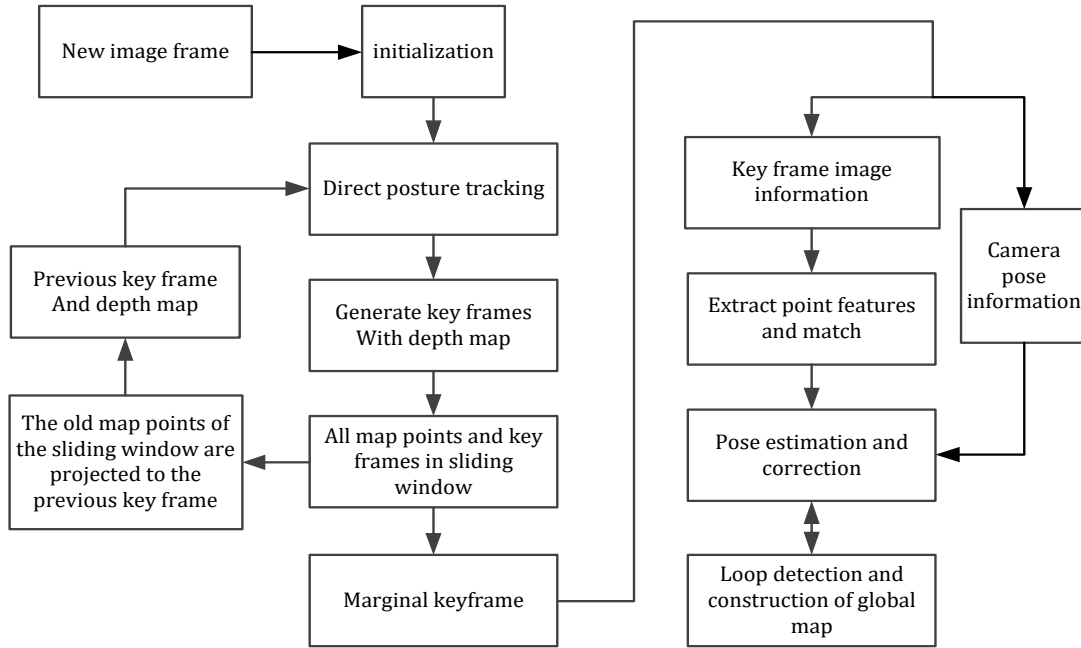 New image frame
initialization
Direct posture tracking
Previous key frame
And depth map
Generate key frames
With depth map
The old map points of
the sliding window are
projected to the
previous key frame
All map points and key
frames in sliding
window
Marginal keyframe
Key frame image
information
Camera
pose
information
Extract point features
and match
Pose estimation and
correction
Loop detection and
construction of global
map